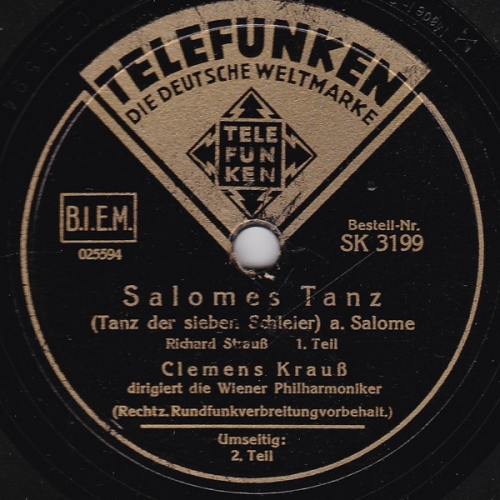 TELEFUNKEN
DIE DEUTSCHE WELTMARKE
TELE
FUN
KEN
B.I.E.M.
025594
Bestell-Nr.
SK 3199
Salomes Tanz
(Tanz der sieben Schleier) a. Salome
Richard Strauß 1. Teil
Clemens Krauß
dirigiert die Wiener Philharmoniker
(Rechtz. Rundfunkverbreitungvorbehalt.)
Umseitig:
2. Teil